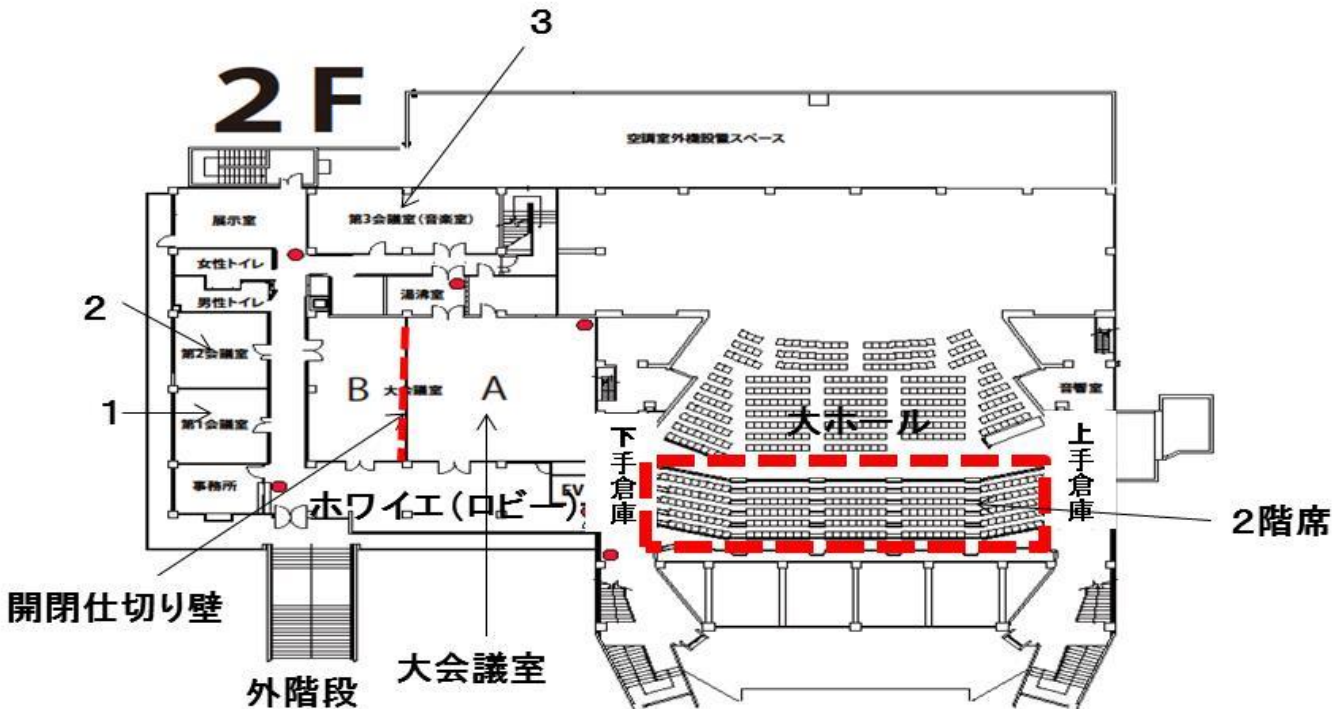 3
2F
空調室外機設置スペース
展示室
第3会議室(音楽室)
女性トイレ
湯沸室
男性トイレ
2
第2会議室
B
大会議室
A
音響室
1
第1会議室
大ホール
下手倉庫
上手倉庫
事務所
ホワイエ(ロビー)
EV
2階席
開閉仕切り壁
大会議室
外階段